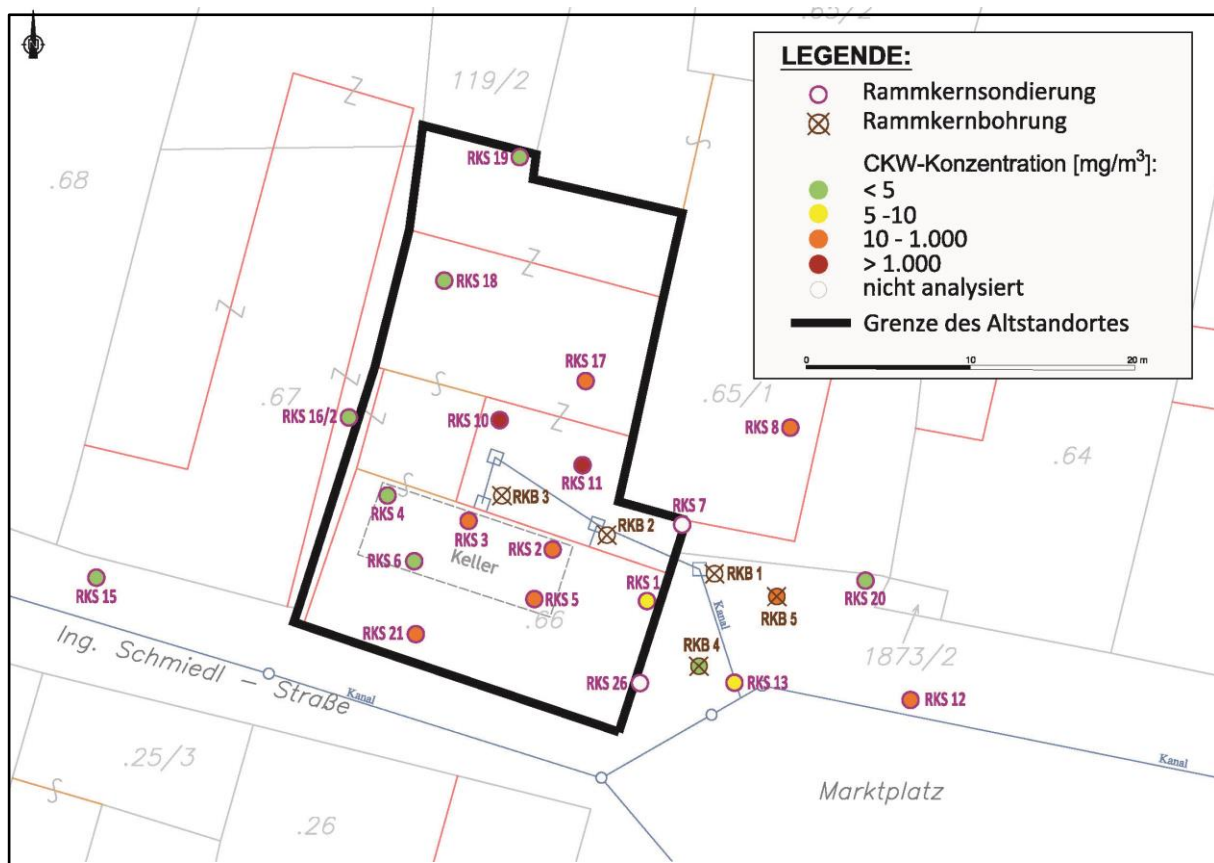 .63/2
119/2
LEGENDE:
Rammkernsondierung
Rammkernbohrung
CKW-Konzentration [mg/m³]:
< 5
5 -10
10 - 1.000
> 1.000
nicht analysiert
Grenze des Altstandortes
0 10 20 m
RKS 19
.68
RKS 18
RKS 17
.67
RKS 16/2
RKS 10
.65/1
RKS 8
.64
RKS 11
RKS 4
RKB 3
RKS 7
RKS 3
RKB 2
RKS 2
Keller
RKS 6
RKB 1
RKS 15
RKS 5
RKS 1
RKB 5
RKS 20
.66
Kanal
RKS 21
RKB 4
1873/2
Ing. Schmiedl – Straße
Kanal
RKS 26
RKS 13
RKS 12
Kanal
.25/3
Marktplatz
.26